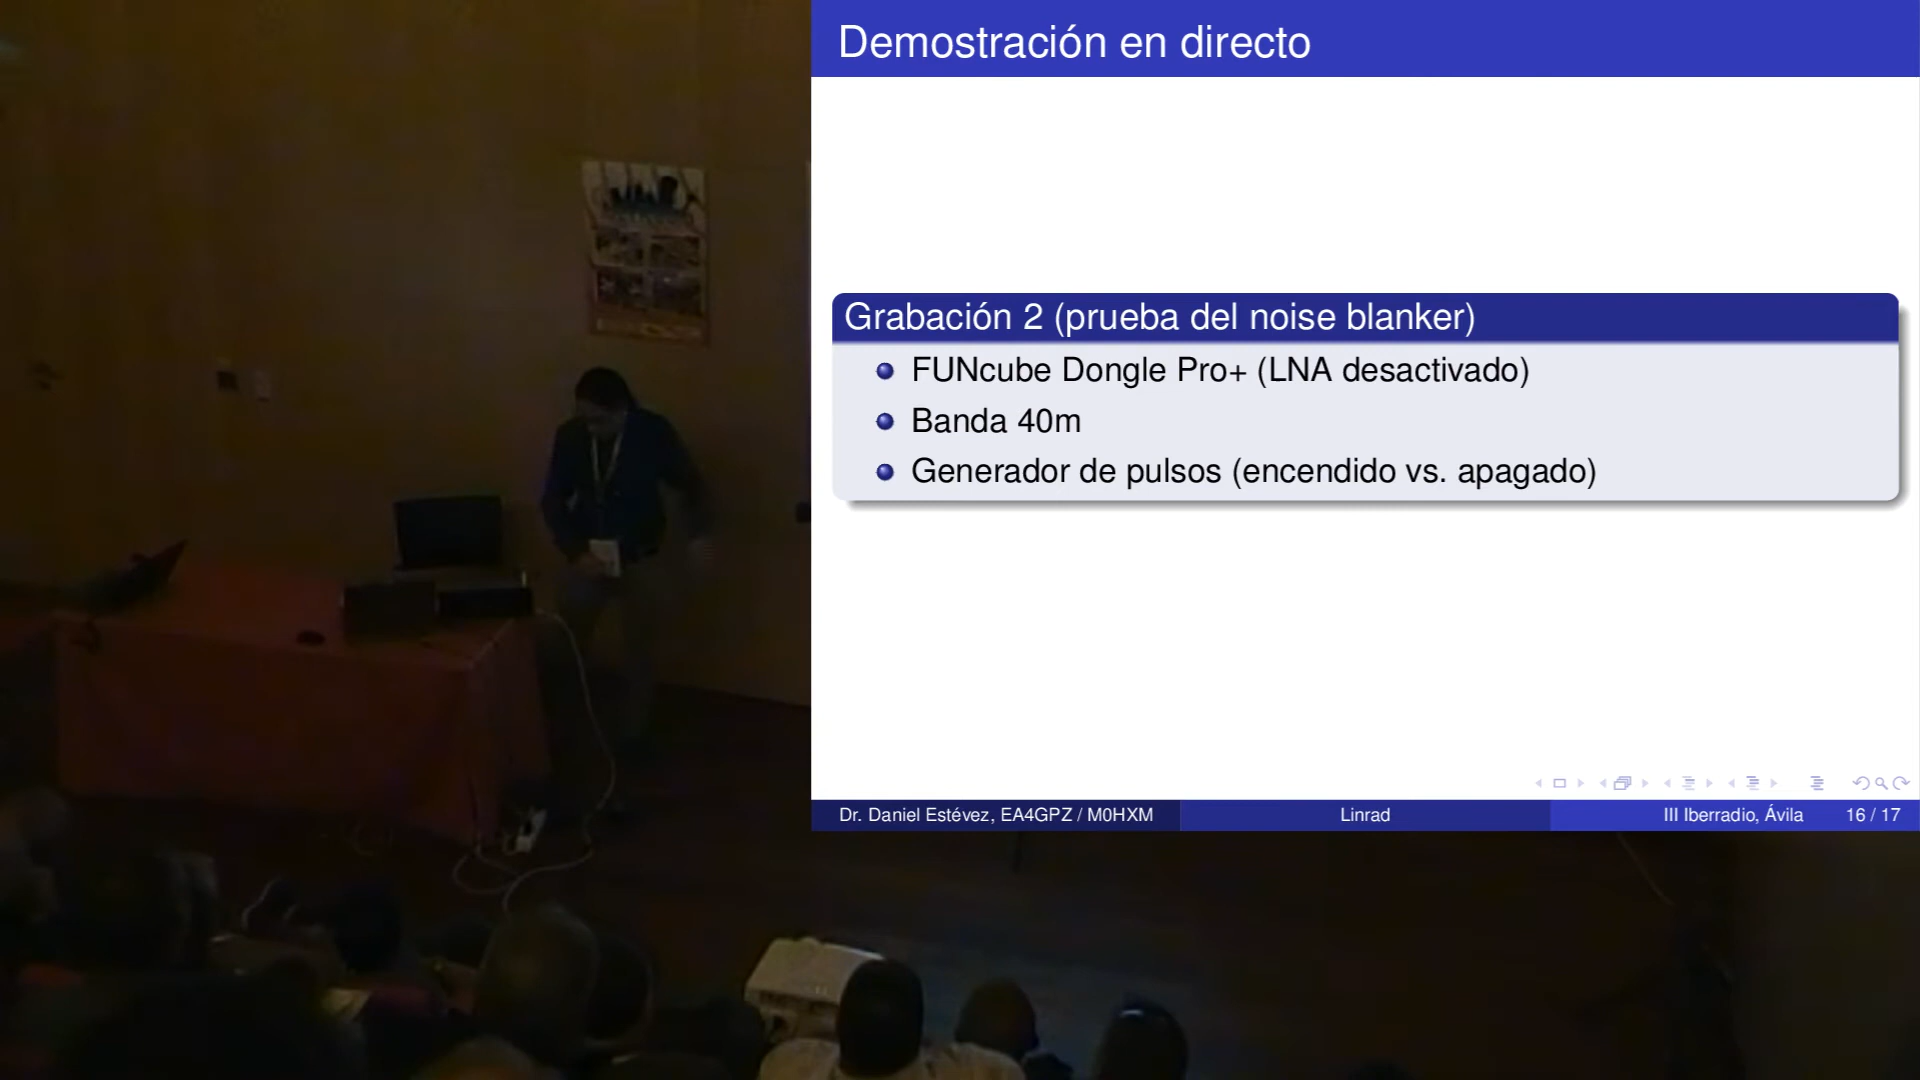 Demostración en directo
Grabación 2 (prueba del noise blanker)
FUNcube Dongle Pro+ (LNA desactivado)
Banda 40m
Generador de pulsos (encendido vs. apagado)
Dr. Daniel Estévez, EA4GPZ / M0HXM
Linrad
III Iberradio, Ávila
16 / 17